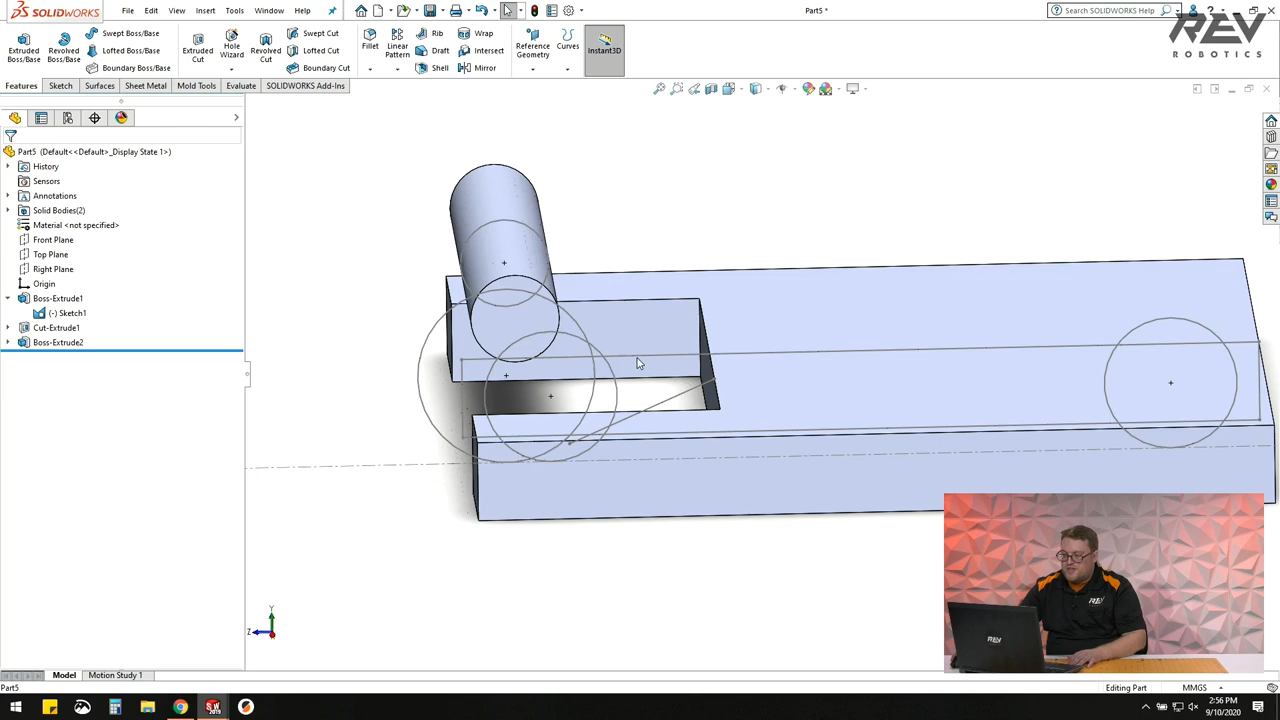 SOLIDWORKS File Edit View Insert Tools Window Help Part5 * Search SOLIDWORKS Help
REV
ROBOTICS
Extruded Boss/Base
Revolved Boss/Base
Swept Boss/Base
Lofted Boss/Base
Boundary Boss/Base
Extruded Cut
Hole Wizard
Revolved Cut
Swept Cut
Lofted Cut
Boundary Cut
Fillet
Linear Pattern
Rib
Draft
Shell
Wrap
Intersect
Mirror
Reference Geometry
Curves
Instant3D
Features Sketch Surfaces Sheet Metal Mold Tools Evaluate SOLIDWORKS Add-Ins
Part5 (Default<<Default>_Display State 1>)
History
Sensors
Annotations
Solid Bodies(2)
Material <not specified>
Front Plane
Top Plane
Right Plane
Origin
Boss-Extrude1
(-) Sketch1
Cut-Extrude1
Boss-Extrude2
Y
Z
REV
REV
Model Motion Study 1
Part5 Editing Part MMGS
SW
2019
2:56 PM
9/10/2020